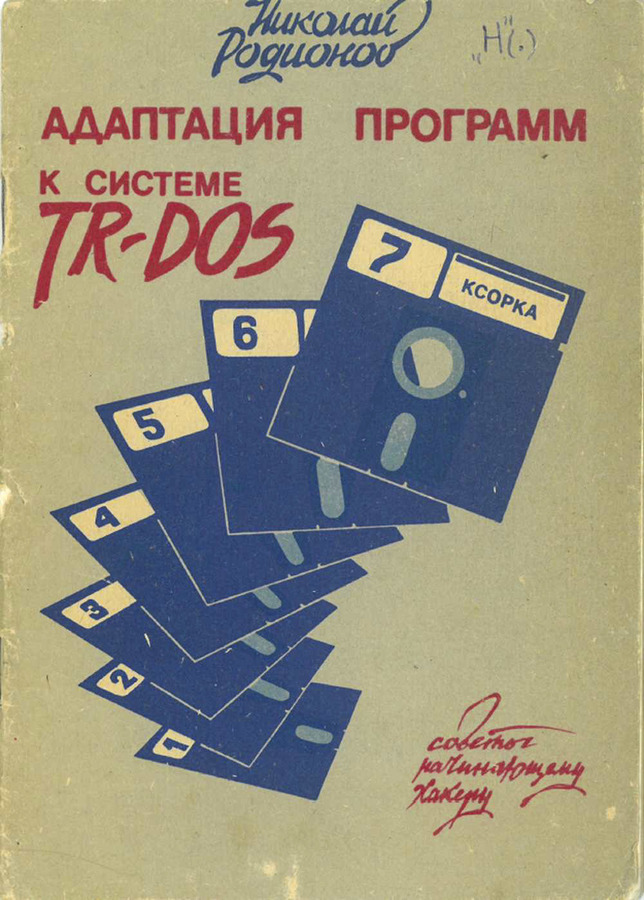 Николай
Родионов
„Н"(.)
АДАПТАЦИЯ ПРОГРАММ
К СИСТЕМЕ
TR-DOS
7
КСОРКА
6
5
4
3
2
1
советы
начинающему
хакеру